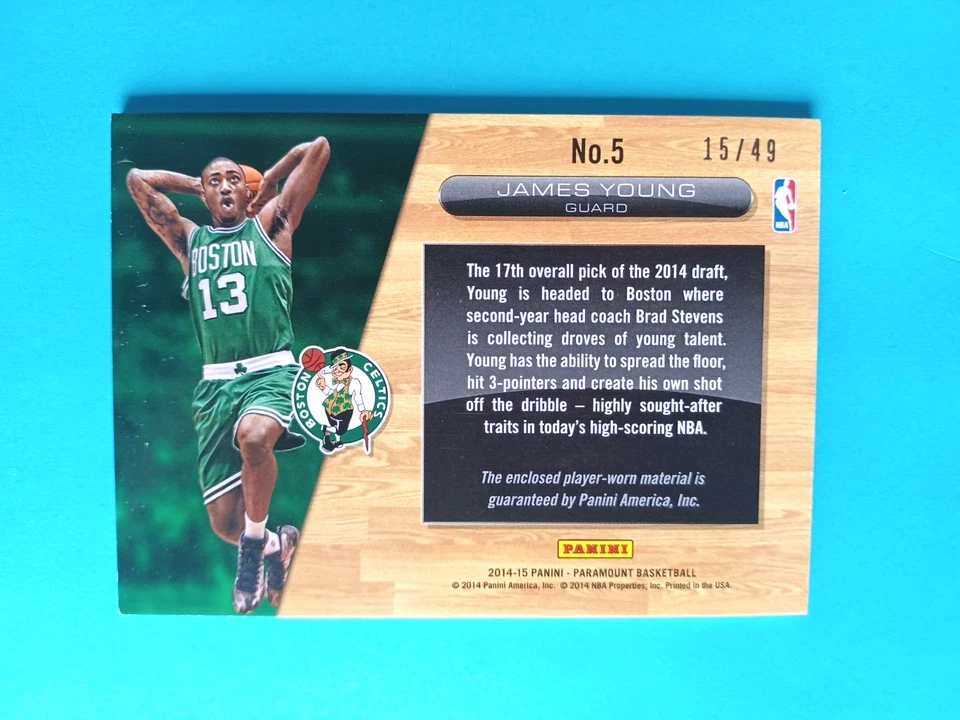 No.5
15/49
JAMES YOUNG
GUARD
NBA
BOSTON
13
BOSTON CELTICS
The 17th overall pick of the 2014 draft,
Young is headed to Boston where
second-year head coach Brad Stevens
is collecting droves of young talent.
Young has the ability to spread the floor,
hit 3-pointers and create his own shot
off the dribble – highly sought-after
traits in today's high-scoring NBA.
The enclosed player-worn material is
guaranteed by Panini America, Inc.
PANINI
2014-15 PANINI - PARAMOUNT BASKETBALL
© 2014 Panini America, Inc. © 2014 NBA Properties, Inc. Printed in the USA.